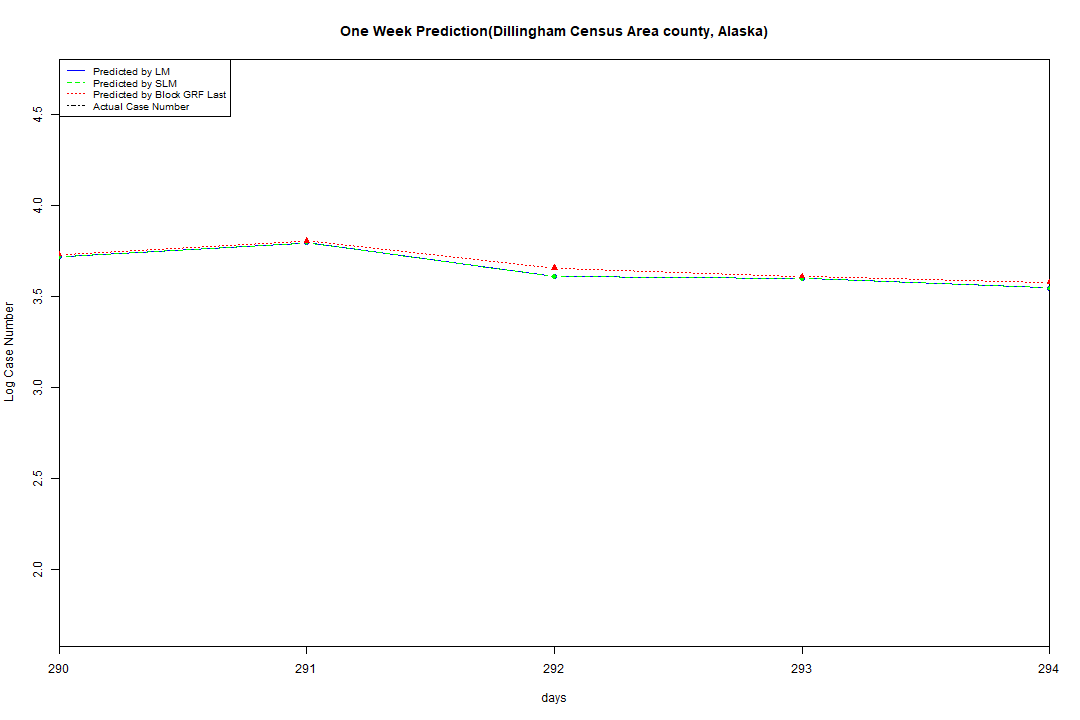 One Week Prediction(Dillingham Census Area county, Alaska)
Predicted by LM
Predicted by SLM
Predicted by Block GRF Last
Actual Case Number
4.5
4.0
3.5
3.0
2.5
2.0
Log Case Number
290 291 292 293 294
days